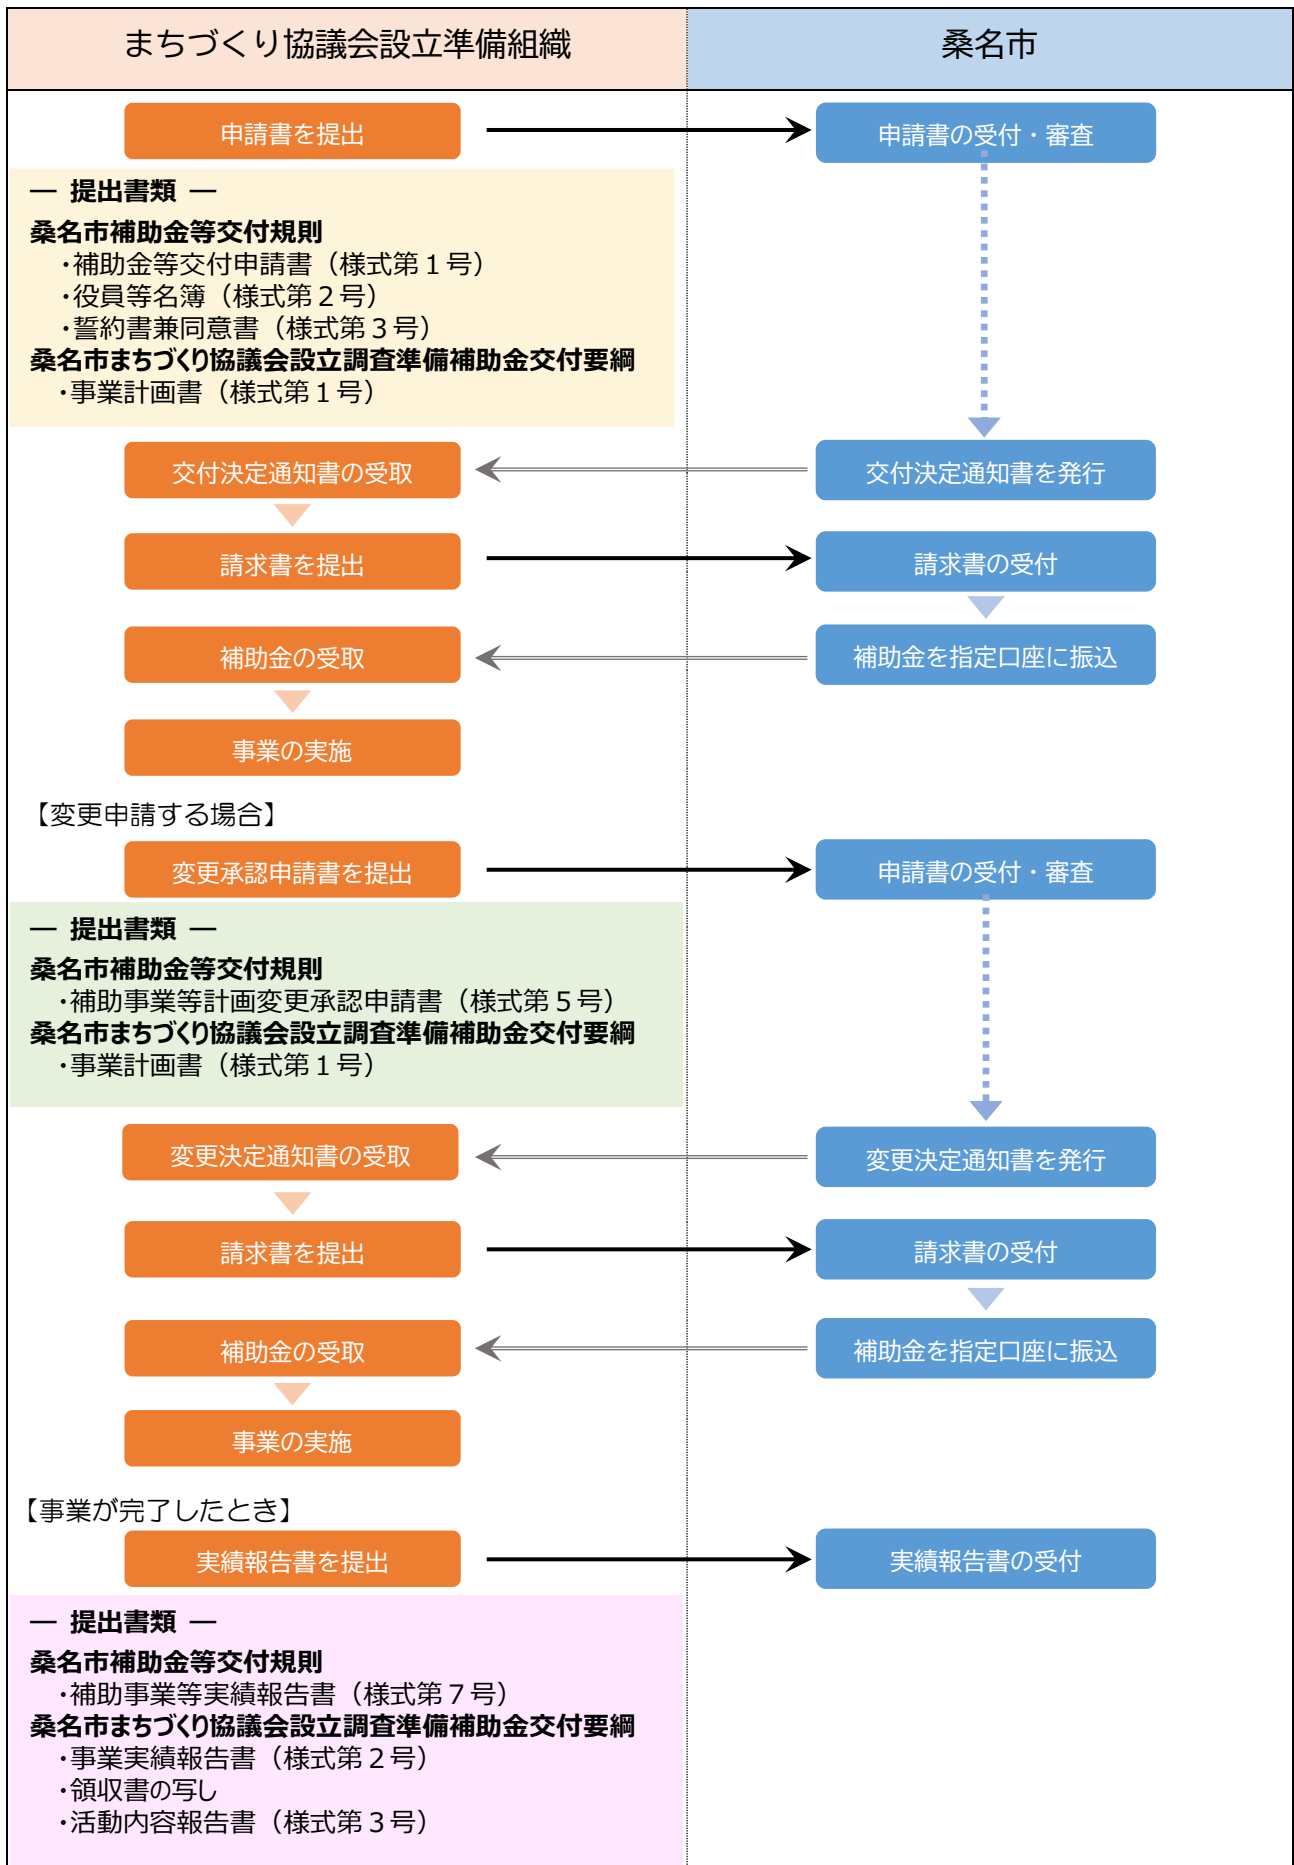 まちづくり協議会設立準備組織
桑名市
申請書を提出
申請書の受付・審査
― 提出書類 ―
桑名市補助金等交付規則
・補助金等交付申請書（様式第１号）
・役員等名簿（様式第２号）
・誓約書兼同意書（様式第３号）
桑名市まちづくり協議会設立調査準備補助金交付要綱
・事業計画書（様式第１号）
交付決定通知書の受取
交付決定通知書を発行
請求書を提出
請求書の受付
補助金の受取
補助金を指定口座に振込
事業の実施
【変更申請する場合】
変更承認申請書を提出
申請書の受付・審査
― 提出書類 ―
桑名市補助金等交付規則
・補助事業等計画変更承認申請書（様式第５号）
桑名市まちづくり協議会設立調査準備補助金交付要綱
・事業計画書（様式第１号）
変更決定通知書の受取
変更決定通知書を発行
請求書を提出
請求書の受付
補助金の受取
補助金を指定口座に振込
事業の実施
【事業が完了したとき】
実績報告書を提出
実績報告書の受付
― 提出書類 ―
桑名市補助金等交付規則
・補助事業等実績報告書（様式第７号）
桑名市まちづくり協議会設立調査準備補助金交付要綱
・事業実績報告書（様式第２号）
・領収書の写し
・活動内容報告書（様式第３号）